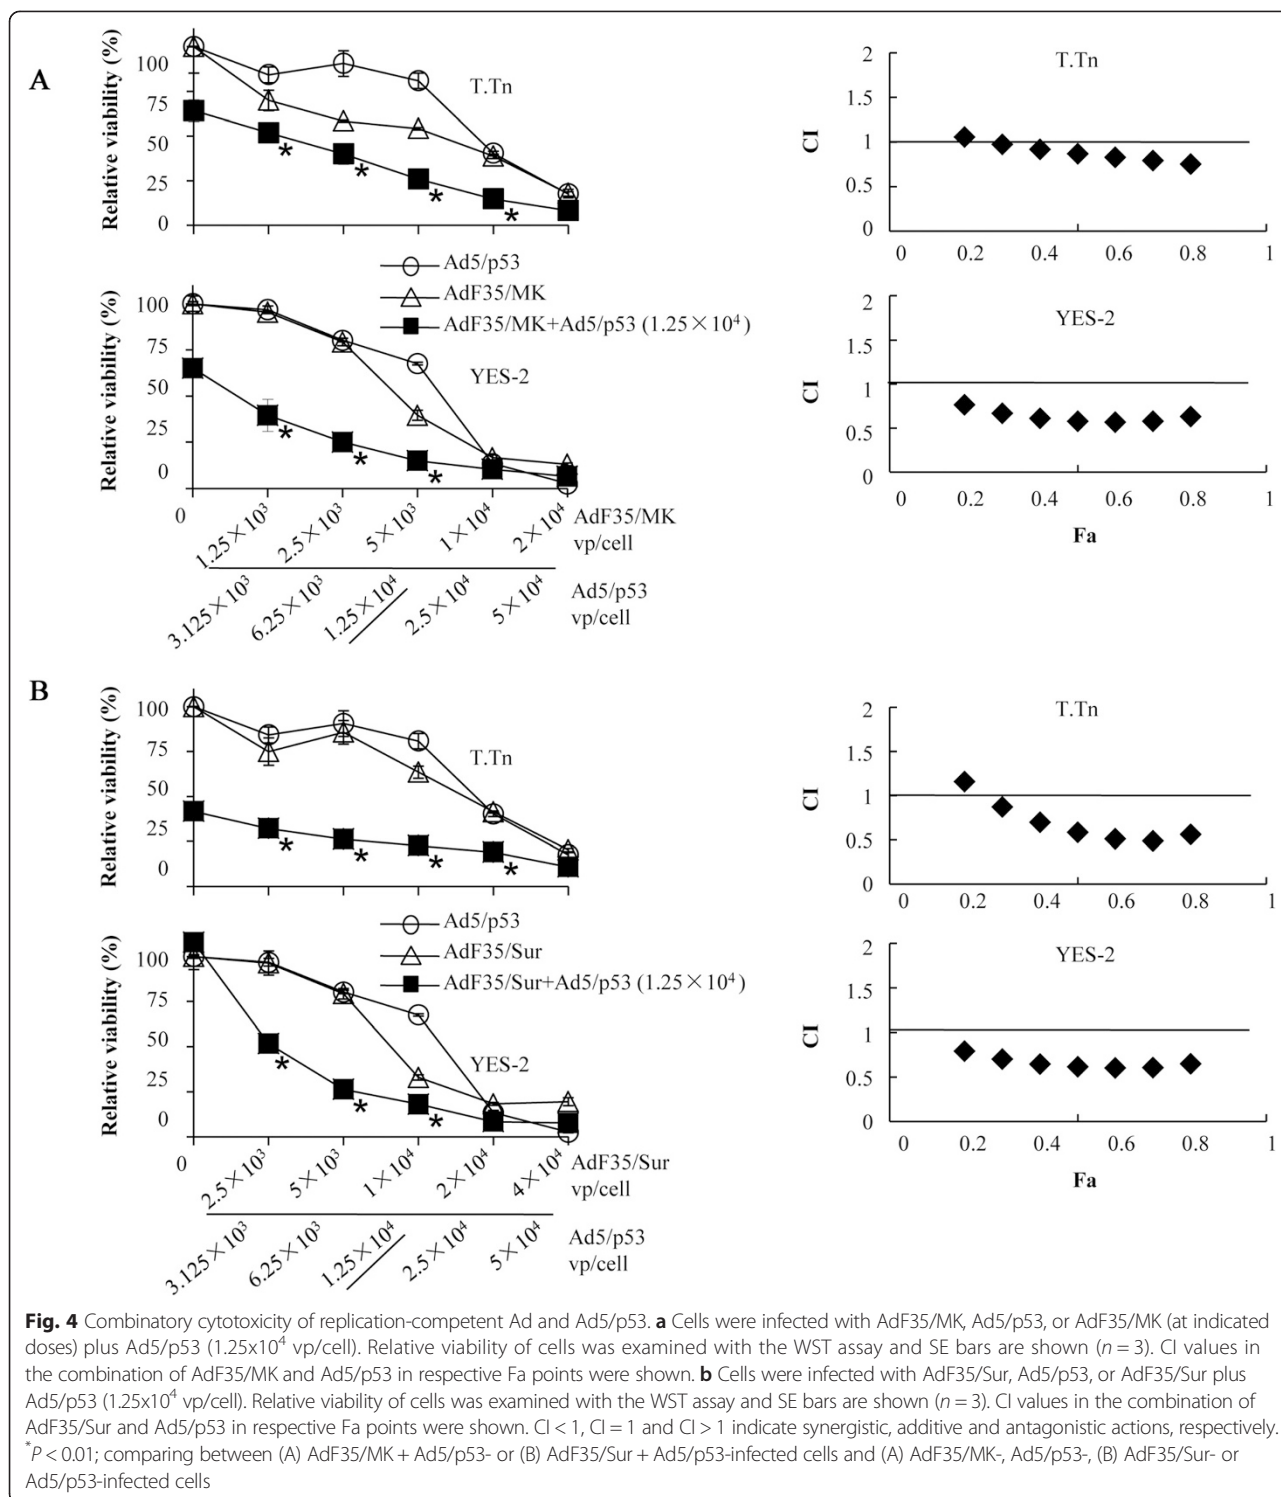 A
Relative viability (%)
100
75
50
25
0
T.Tn
*
*
*
*
CI
2
1.5
1
0.5
0
T.Tn
0 0.2 0.4 0.6 0.8 1
Ad5/p53
AdF35/MK
AdF35/MK+Ad5/p53 (1.25×10⁴)
Relative viability (%)
100
75
50
25
0
YES-2
*
*
*
0 1.25×10³ 2.5×10³ 5×10³ 1×10⁴ 2×10⁴ AdF35/MK
vp/cell
3.125×10³ 6.25×10³ 1.25×10⁴ 2.5×10⁴ 5×10⁴ Ad5/p53
vp/cell
CI
2
1.5
1
0.5
0
YES-2
0 0.2 0.4 0.6 0.8 1
Fa
B
Relative viability (%)
100
75
50
25
0
T.Tn
*
*
*
*
CI
2
1.5
1
0.5
0
T.Tn
0 0.2 0.4 0.6 0.8 1
Ad5/p53
AdF35/Sur
AdF35/Sur+Ad5/p53 (1.25×10⁴)
Relative viability (%)
100
75
50
25
0
YES-2
*
*
*
0 2.5×10³ 5×10³ 1×10⁴ 2×10⁴ 4×10⁴ AdF35/Sur
vp/cell
3.125×10³ 6.25×10³ 1.25×10⁴ 2.5×10⁴ 5×10⁴ Ad5/p53
vp/cell
CI
2
1.5
1
0.5
0
YES-2
0 0.2 0.4 0.6 0.8 1
Fa
Fig. 4 Combinatory cytotoxicity of replication-competent Ad and Ad5/p53. a Cells were infected with AdF35/MK, Ad5/p53, or AdF35/MK (at indicated
doses) plus Ad5/p53 (1.25x10⁴ vp/cell). Relative viability of cells was examined with the WST assay and SE bars are shown (n = 3). CI values in
the combination of AdF35/MK and Ad5/p53 in respective Fa points were shown. b Cells were infected with AdF35/Sur, Ad5/p53, or AdF35/Sur plus
Ad5/p53 (1.25x10⁴ vp/cell). Relative viability of cells was examined with the WST assay and SE bars are shown (n = 3). CI values in the combination of
AdF35/Sur and Ad5/p53 in respective Fa points were shown. CI < 1, CI = 1 and CI > 1 indicate synergistic, additive and antagonistic actions, respectively.
*P < 0.01; comparing between (A) AdF35/MK + Ad5/p53- or (B) AdF35/Sur + Ad5/p53-infected cells and (A) AdF35/MK-, Ad5/p53-, (B) AdF35/Sur- or
Ad5/p53-infected cells